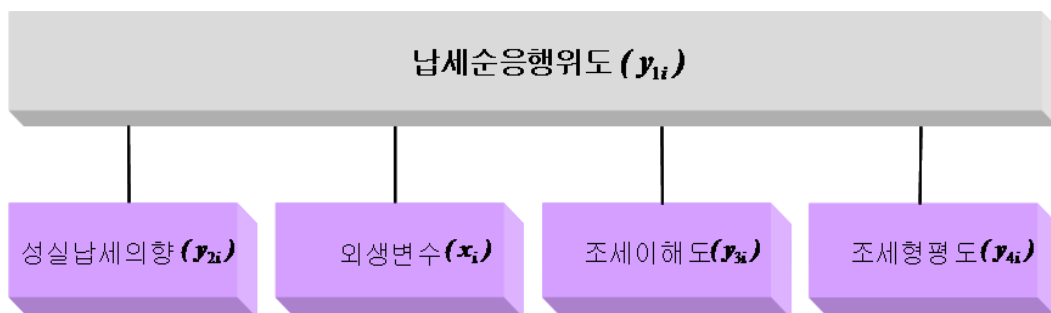 납세순응행위도 (y1i)
성실납세의향 (y2i)
외생변수 (xi)
조세이해도 (y3i)
조세형평도 (y4i)